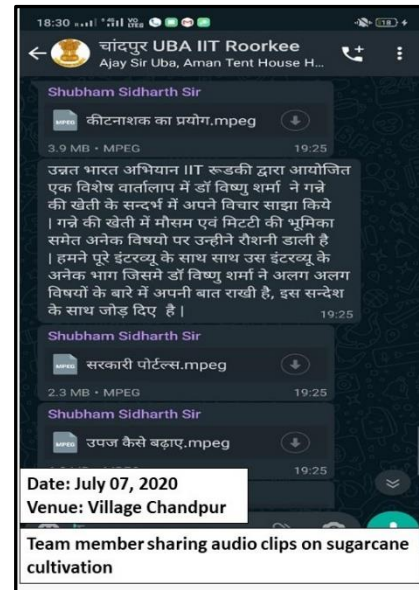 18:30
18
चांदपुर UBA IIT Roorkee
Ajay Sir Uba, Aman Tent House H...
Shubham Sidharth Sir
MPEG कीटनाशक का प्रयोग.mpeg
3.9 MB • MPEG 19:25
उन्नत भारत अभियान IIT रूडकी द्वारा आयोजित
एक विशेष वार्तालाप में डॉ विष्णु शर्मा ने गन्ने
की खेती के सन्दर्भ में अपने विचार साझा किये
| गन्ने की खेती में मौसम एवं मिटटी की भूमिका
समेत अनेक विषयो पर उन्हीने रौशनी डाली है
| हमने पूरे इंटरव्यू के साथ साथ उस इंटरव्यू के
अनेक भाग जिसमे डॉ विष्णु शर्मा ने अलग अलग
विषयों के बारे में अपनी बात राखी है, इस सन्देश
के साथ जोड़ दिए है | 19:25
Shubham Sidharth Sir
MPEG सरकारी पोर्टल्स.mpeg
2.3 MB • MPEG 19:25
Shubham Sidharth Sir
MPEG उपज कैसे बढ़ाए.mpeg
19:25
Date: July 07, 2020
Venue: Village Chandpur
Team member sharing audio clips on sugarcane
cultivation